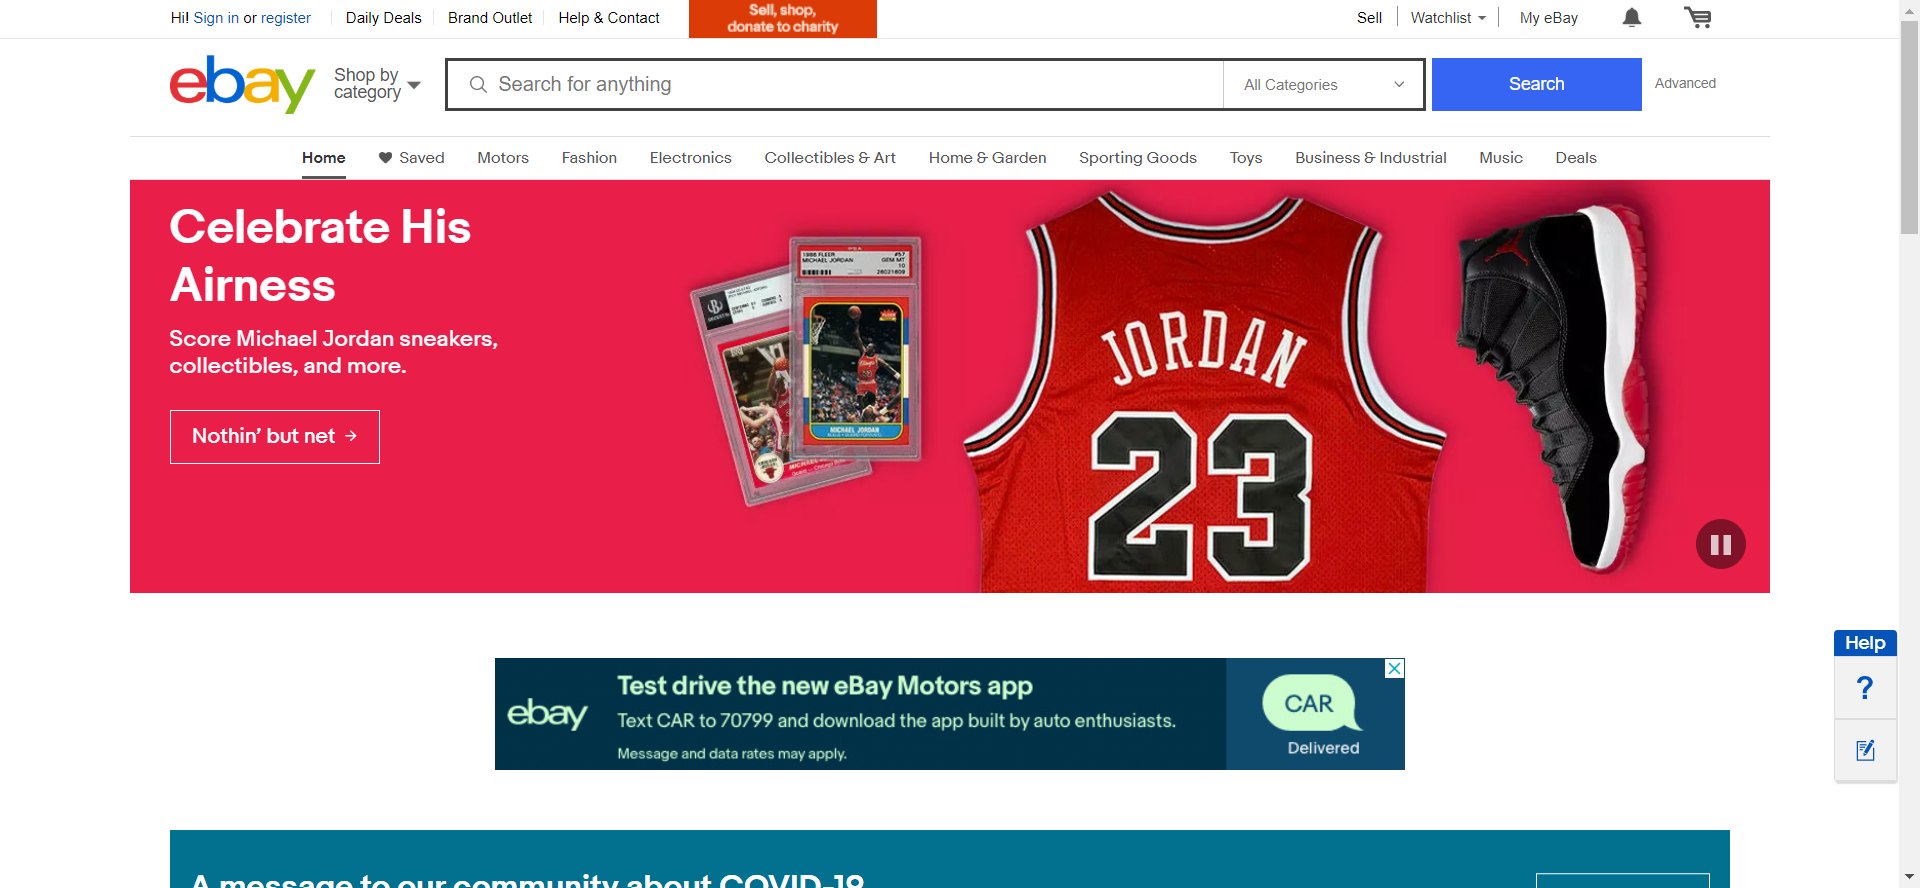 Hi! Sign in or register
Daily Deals
Brand Outlet
Help & Contact
Sell, shop,
donate to charity
Sell
Watchlist
My eBay
ebay
Shop by
category
Search for anything
All Categories
Search
Advanced
Home
Saved
Motors
Fashion
Electronics
Collectibles & Art
Home & Garden
Sporting Goods
Toys
Business & Industrial
Music
Deals
Celebrate His
Airness
Score Michael Jordan sneakers,
collectibles, and more.
Nothin' but net →
1986 FLEER #57
MICHAEL JORDAN GEM MT
10
MICHAEL JORDAN
JORDAN
23
Help
?
ebay
Test drive the new eBay Motors app
Text CAR to 70799 and download the app built by auto enthusiasts.
Message and data rates may apply.
CAR
Delivered
A message to our community about COVID-19